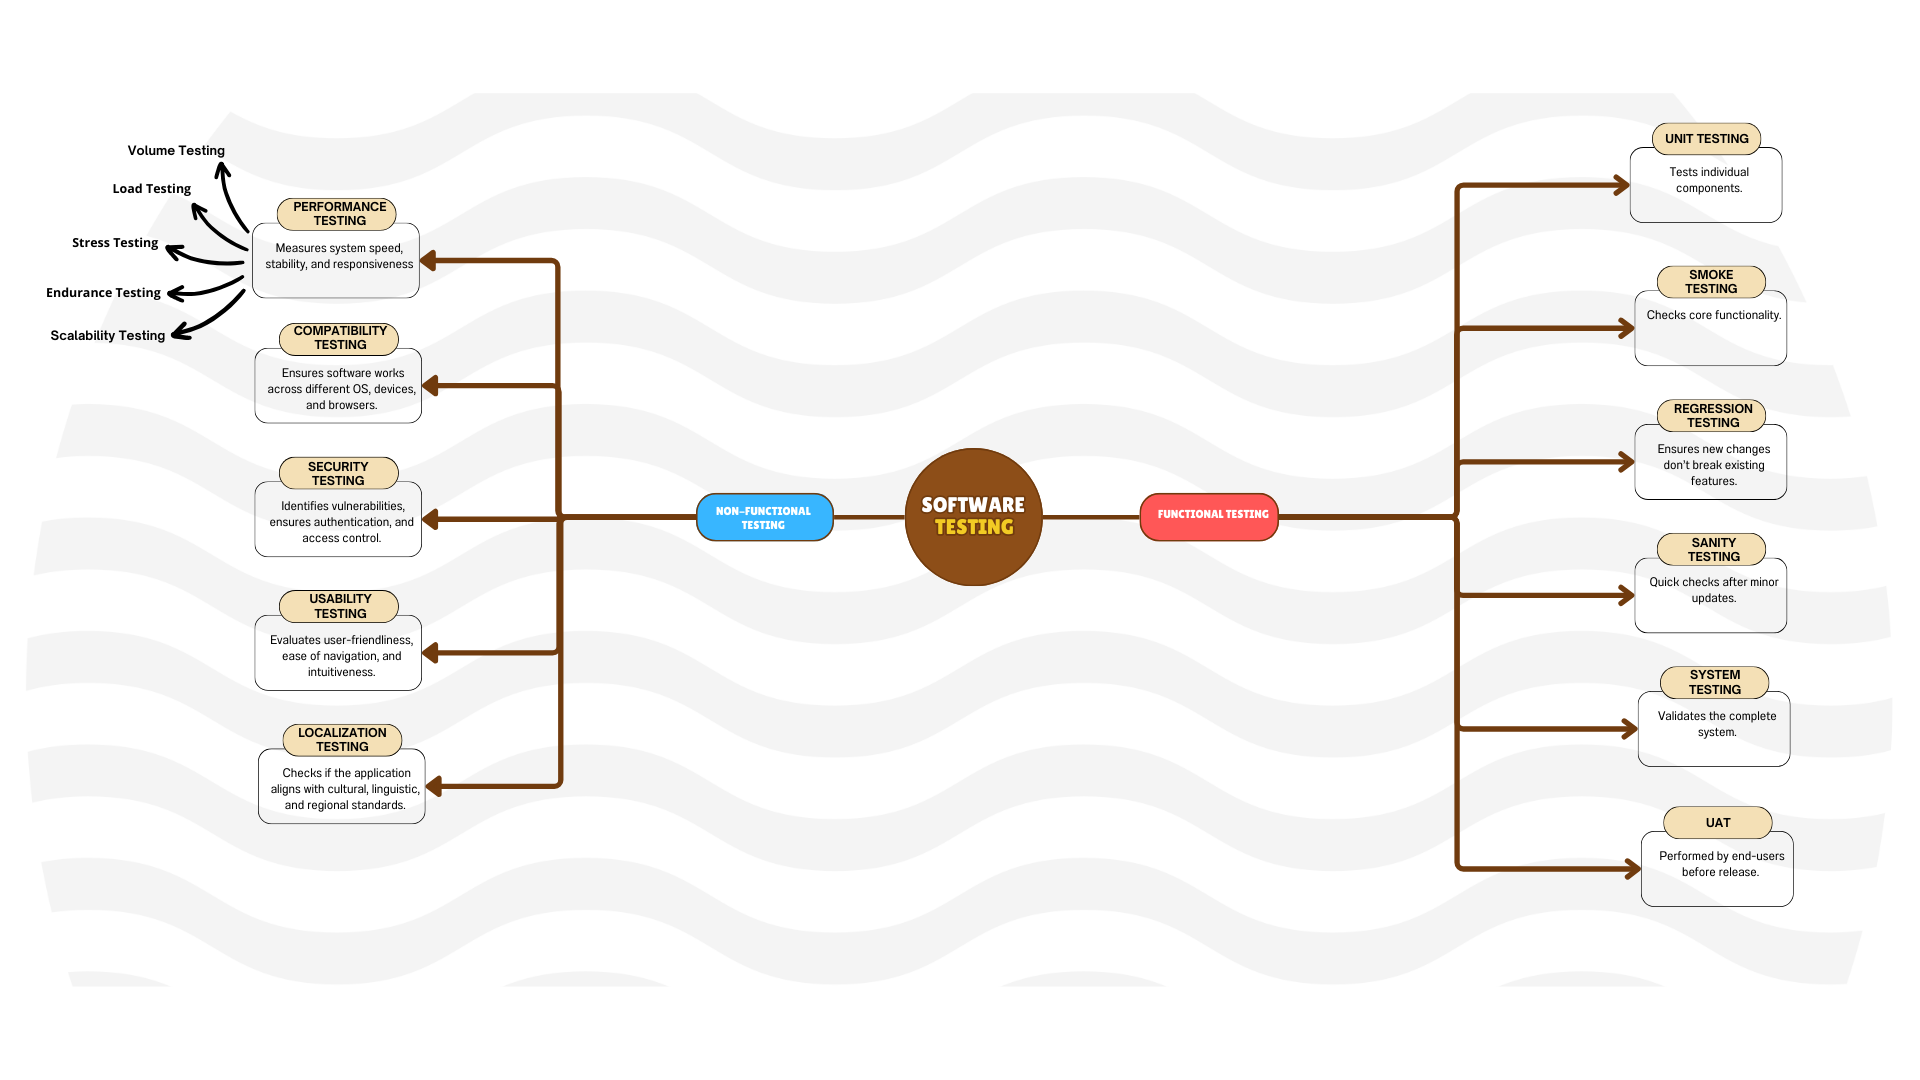 Volume Testing
Load Testing
Stress Testing
Endurance Testing
Scalability Testing
PERFORMANCE
TESTING
Measures system speed,
stability, and responsiveness
COMPATIBILITY
TESTING
Ensures software works
across different OS, devices,
and browsers.
SECURITY
TESTING
Identifies vulnerabilities,
ensures authentication, and
access control.
USABILITY
TESTING
Evaluates user-friendliness,
ease of navigation, and
intuitiveness.
LOCALIZATION
TESTING
Checks if the application
aligns with cultural, linguistic,
and regional standards.
NON-FUNCTIONAL
TESTING
SOFTWARE
TESTING
FUNCTIONAL TESTING
UNIT TESTING
Tests individual
components.
SMOKE
TESTING
Checks core functionality.
REGRESSION
TESTING
Ensures new changes
don't break existing
features.
SANITY
TESTING
Quick checks after minor
updates.
SYSTEM
TESTING
Validates the complete
system.
UAT
Performed by end-users
before release.